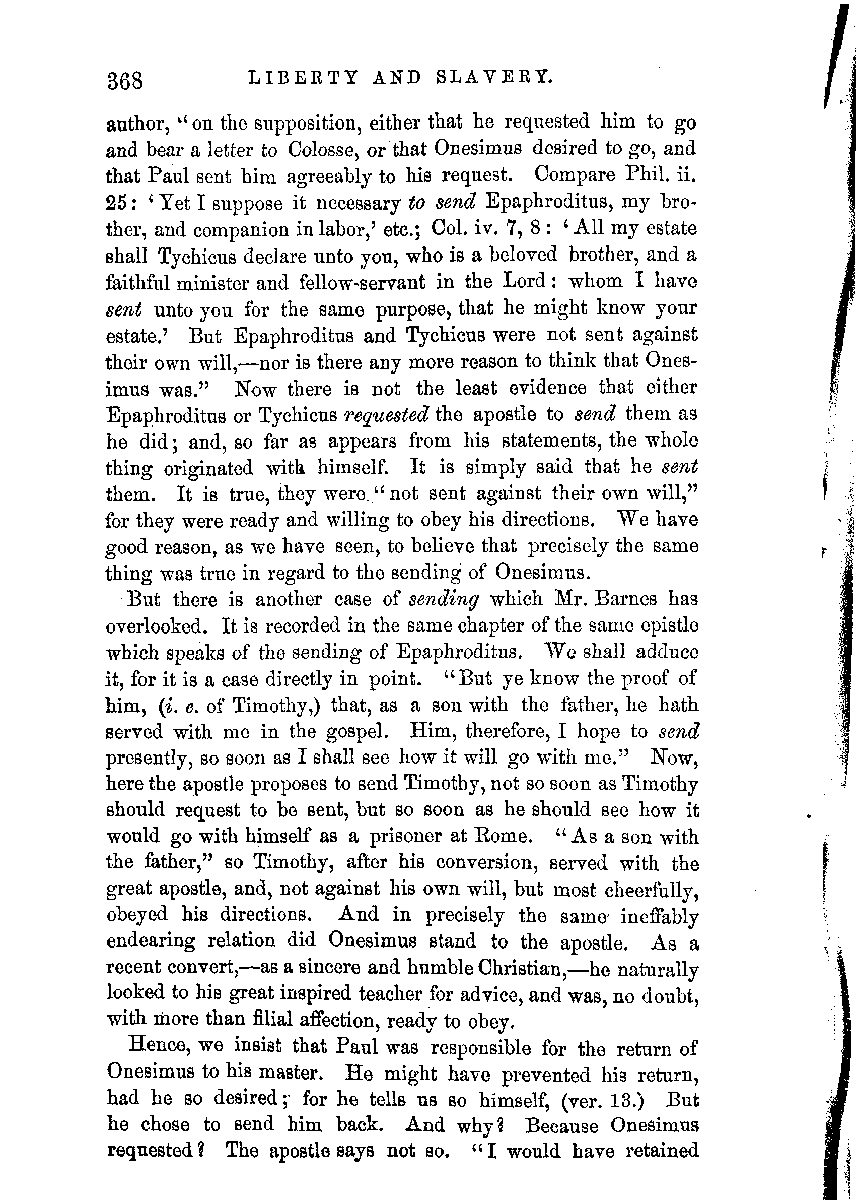 368 LIBERTY AND SLAVERY.
author, “on the supposition, either that he requested him to go
and bear a letter to Colosse, or that Onesimus desired to go, and
that Paul sent him agreeably to his request. Compare Phil. ii.
25: ‘Yet I suppose it necessary to send Epaphroditus, my bro-
ther, and companion in labor,’ etc.; Col. iv. 7, 8: ‘All my estate
shall Tychicus declare unto you, who is a beloved brother, and a
faithful minister and fellow-servant in the Lord: whom I have
sent unto you for the same purpose, that he might know your
estate.’ But Epaphroditus and Tychicus were not sent against
their own will,—nor is there any more reason to think that Ones-
imus was.” Now there is not the least evidence that either
Epaphroditus or Tychicus requested the apostle to send them as
he did; and, so far as appears from his statements, the whole
thing originated with himself. It is simply said that he sent
them. It is true, they were “not sent against their own will,”
for they were ready and willing to obey his directions. We have
good reason, as we have seen, to believe that precisely the same
thing was true in regard to the sending of Onesimus.
But there is another case of sending which Mr. Barnes has
overlooked. It is recorded in the same chapter of the same epistle
which speaks of the sending of Epaphroditus. We shall adduce
it, for it is a case directly in point. “But ye know the proof of
him, (i. e. of Timothy,) that, as a son with the father, he hath
served with me in the gospel. Him, therefore, I hope to send
presently, so soon as I shall see how it will go with me.” Now,
here the apostle proposes to send Timothy, not so soon as Timothy
should request to be sent, but so soon as he should see how it
would go with himself as a prisoner at Rome. “As a son with
the father,” so Timothy, after his conversion, served with the
great apostle, and, not against his own will, but most cheerfully,
obeyed his directions. And in precisely the same ineffably
endearing relation did Onesimus stand to the apostle. As a
recent convert,—as a sincere and humble Christian,—he naturally
looked to his great inspired teacher for advice, and was, no doubt,
with more than filial affection, ready to obey.
Hence, we insist that Paul was responsible for the return of
Onesimus to his master. He might have prevented his return,
had he so desired; for he tells us so himself, (ver. 13.) But
he chose to send him back. And why? Because Onesimus
requested? The apostle says not so. “I would have retained